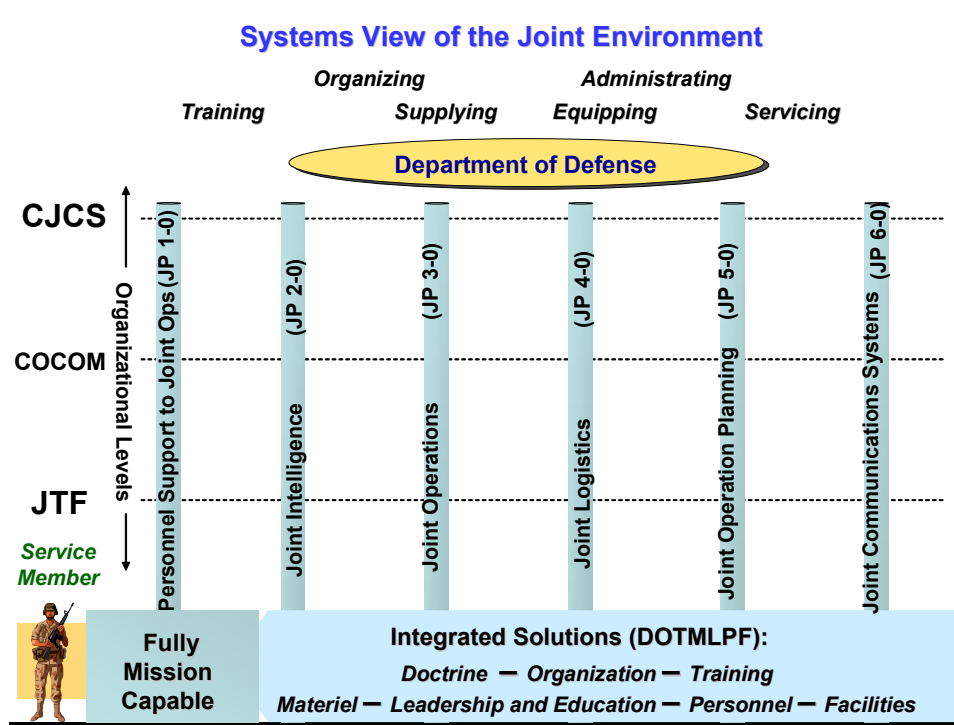 Systems View of the Joint Environment
Organizing Administrating
Training Supplying Equipping Servicing
Department of Defense
CJCS
COCOM
JTF
Organizational Levels
Service
Member
Personnel Support to Joint Ops (JP 1-0)
Joint Intelligence (JP 2-0)
Joint Operations (JP 3-0)
Joint Logistics (JP 4-0)
Joint Operation Planning (JP 5-0)
Joint Communications Systems (JP 6-0)
Fully
Mission
Capable
Integrated Solutions (DOTMLPF):
Doctrine — Organization — Training
Materiel — Leadership and Education — Personnel — Facilities